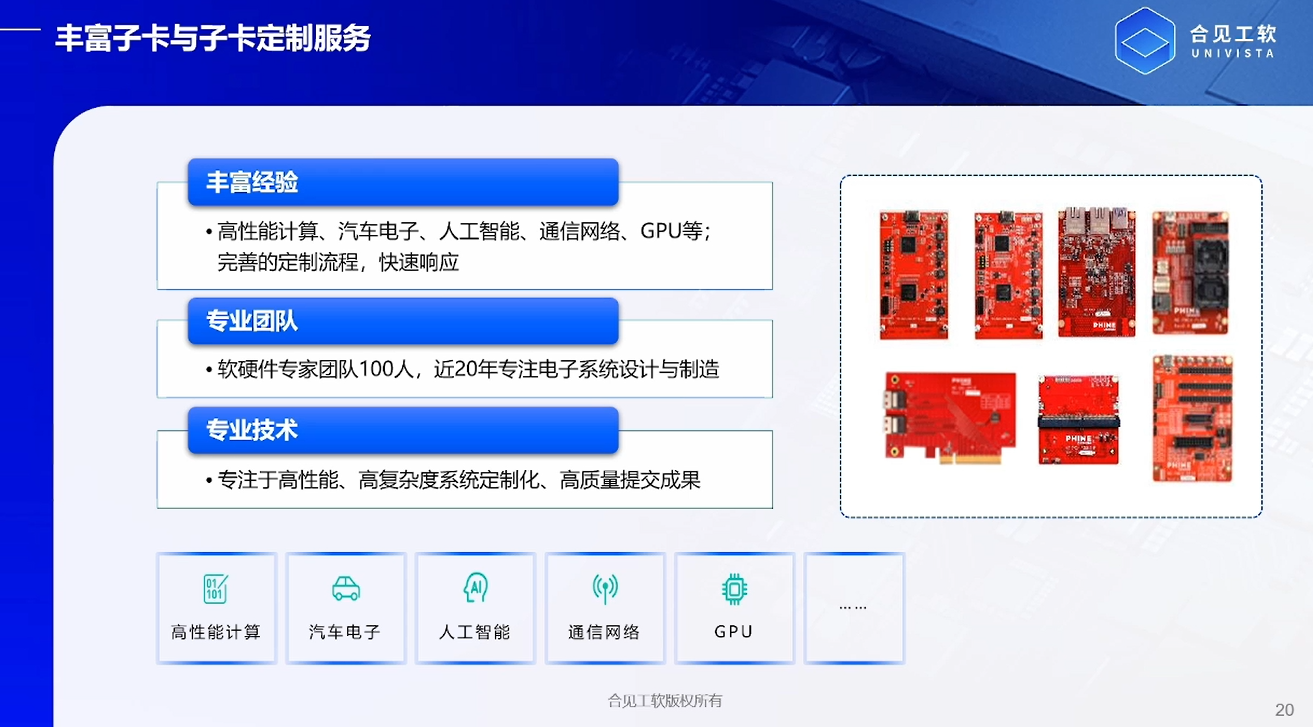 丰富子卡与子卡定制服务
合见工软
UNIVISTA
丰富经验
•高性能计算、汽车电子、人工智能、通信网络、GPU等；
完善的定制流程，快速响应
专业团队
•软硬件专家团队100人，近20年专注电子系统设计与制造
专业技术
•专注于高性能、高复杂度系统定制化、高质量提交成果
PHINE
PHINE
PHINE
PHINE
PHINE
01
101
高性能计算
汽车电子
AI
人工智能
通信网络
GPU
……
合见工软版权所有
20